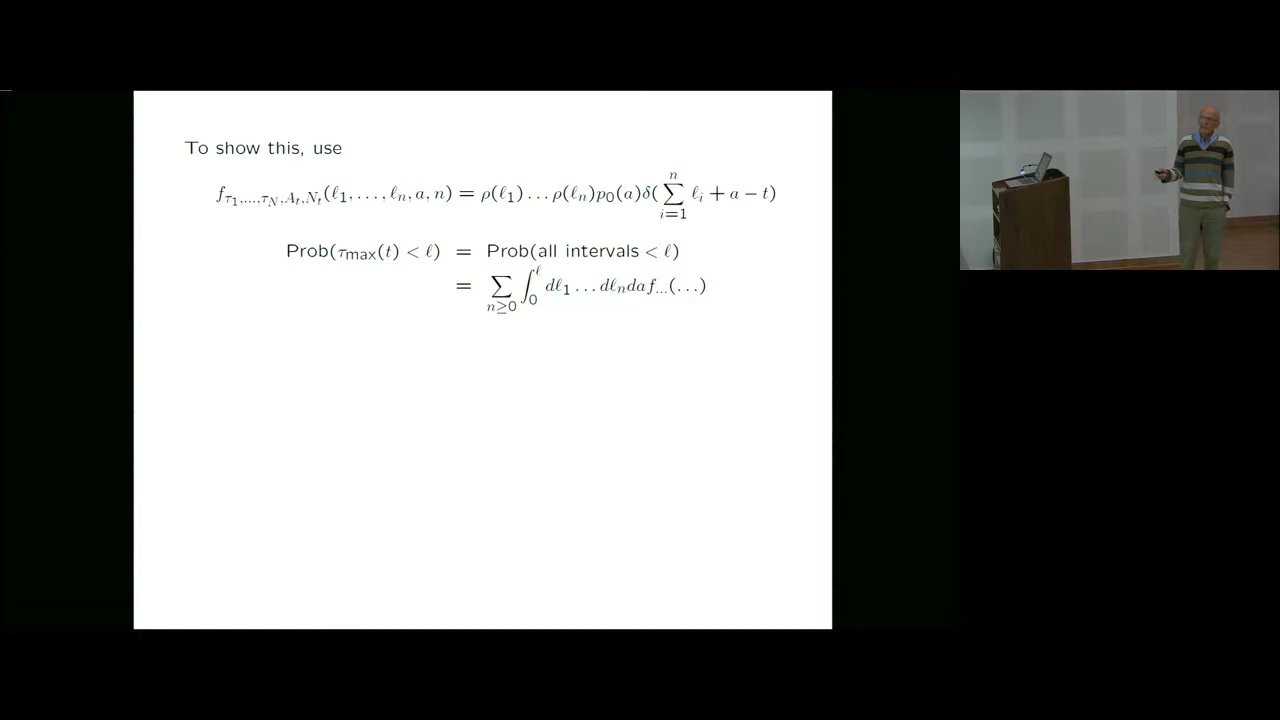 To show this, use
f_{τ_1,...,τ_N,A_t,N_t}(ℓ_1, ..., ℓ_n, a, n) = ρ(ℓ_1) ... ρ(ℓ_n)p_0(a)δ(∑_{i=1}^{n} ℓ_i + a − t)
Prob(τ_max(t) < ℓ) = Prob(all intervals < ℓ)
= ∑_{n≥0} ∫_0^ℓ dℓ_1 ... dℓ_n da f_{...}(...)